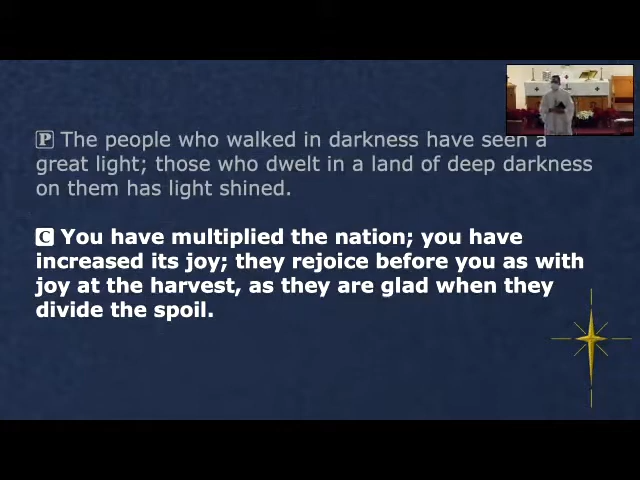 P The people who walked in darkness have seen a
great light; those who dwelt in a land of deep darkness
on them has light shined.
C You have multiplied the nation; you have
increased its joy; they rejoice before you as with
joy at the harvest, as they are glad when they
divide the spoil.